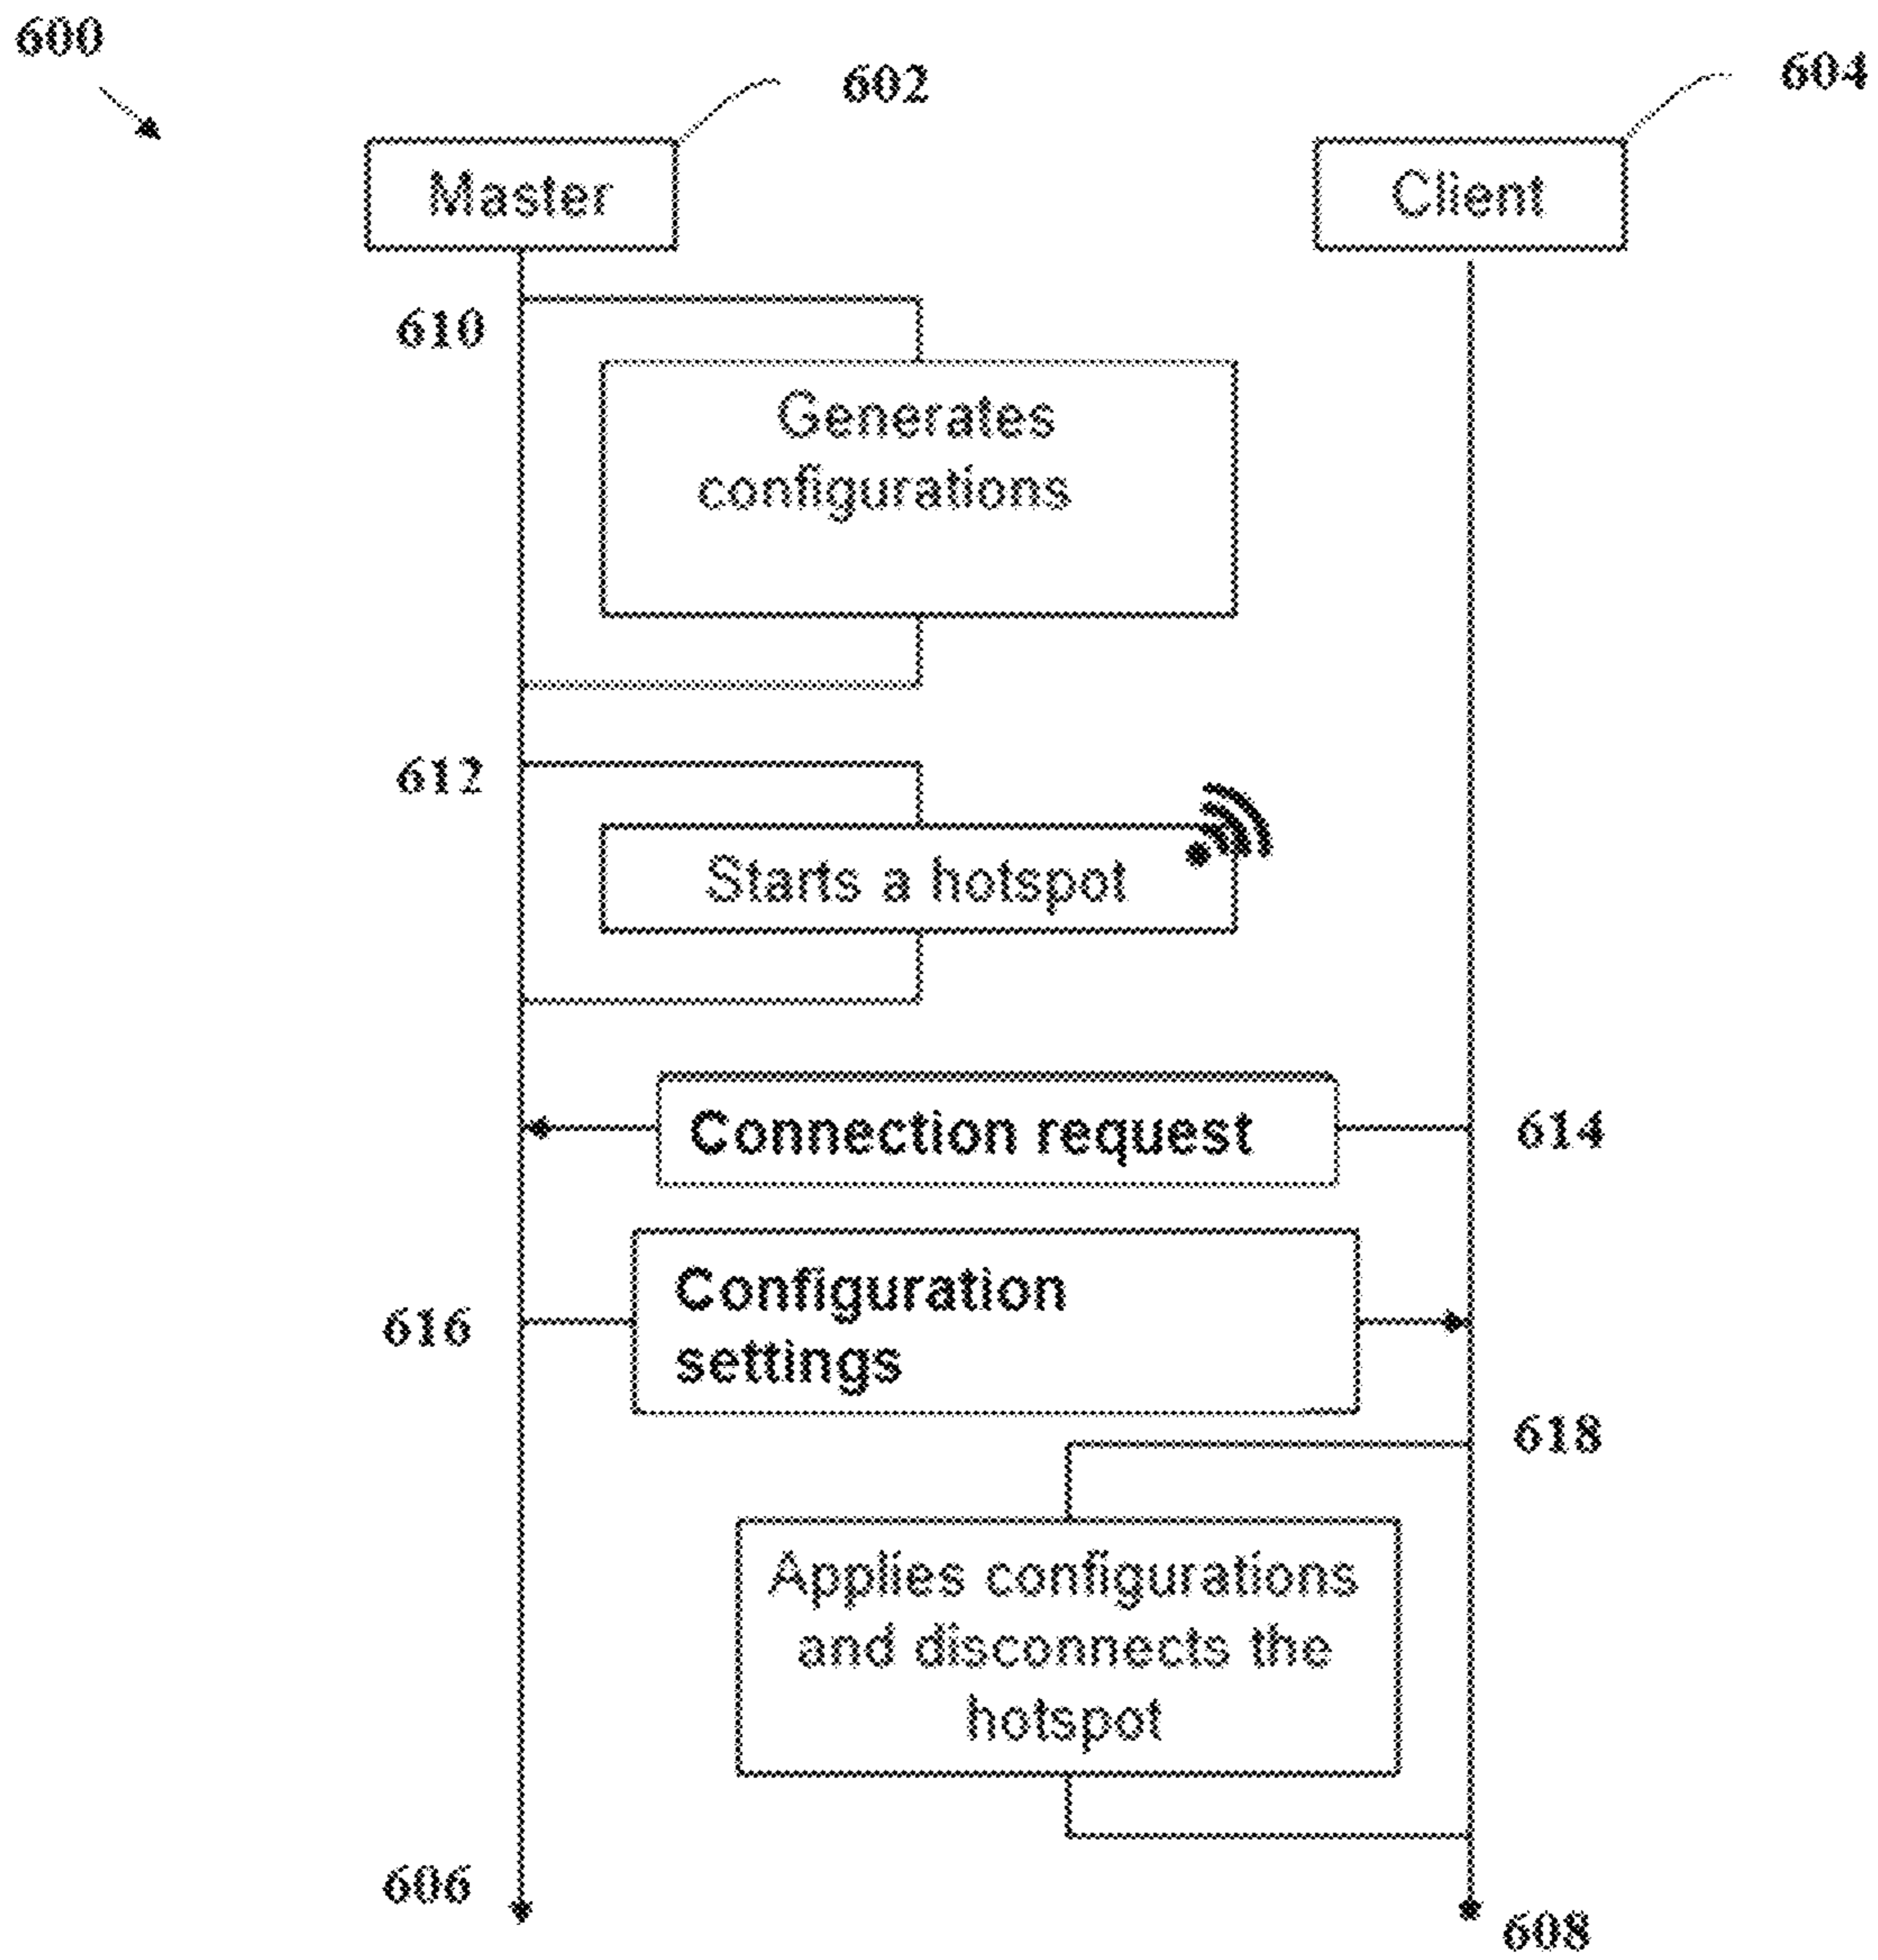 600
602
604
Master
Client
610
Generates
configurations
612
Starts a hotspot
Connection request
614
Configuration
settings
616
618
Applies configurations
and disconnects the
hotspot
606
608